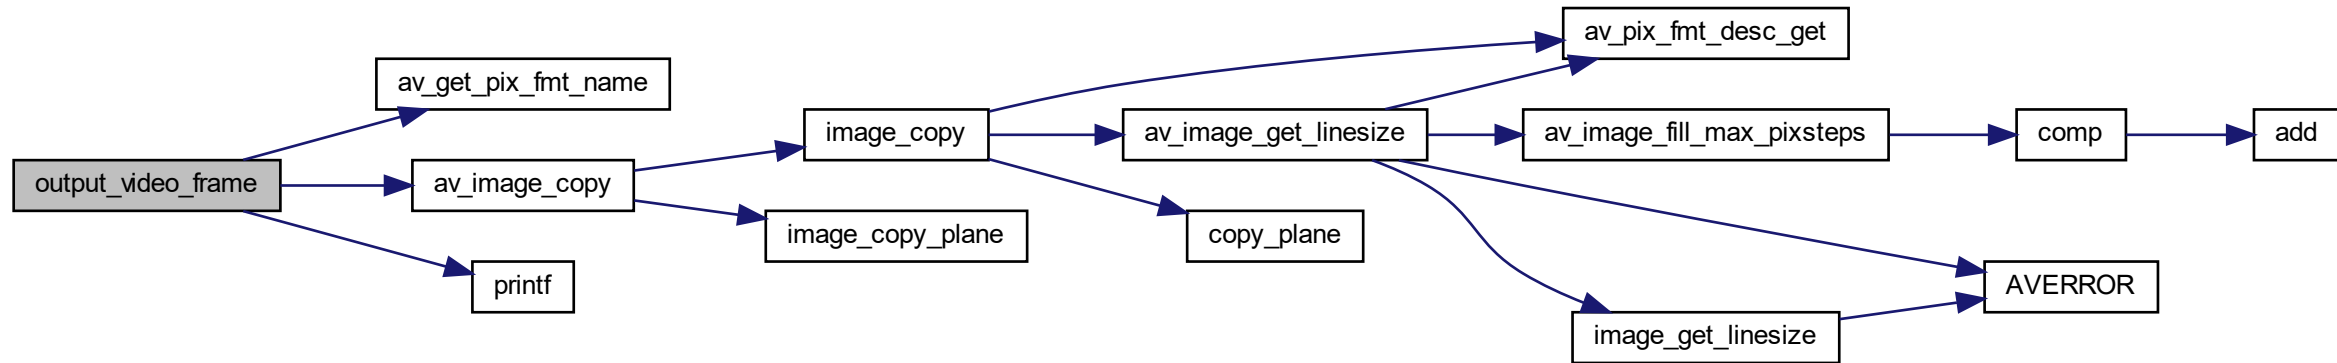 output_video_frame
av_get_pix_fmt_name
av_image_copy
printf
image_copy
image_copy_plane
av_pix_fmt_desc_get
av_image_get_linesize
copy_plane
av_image_fill_max_pixsteps
image_get_linesize
comp
AVERROR
add